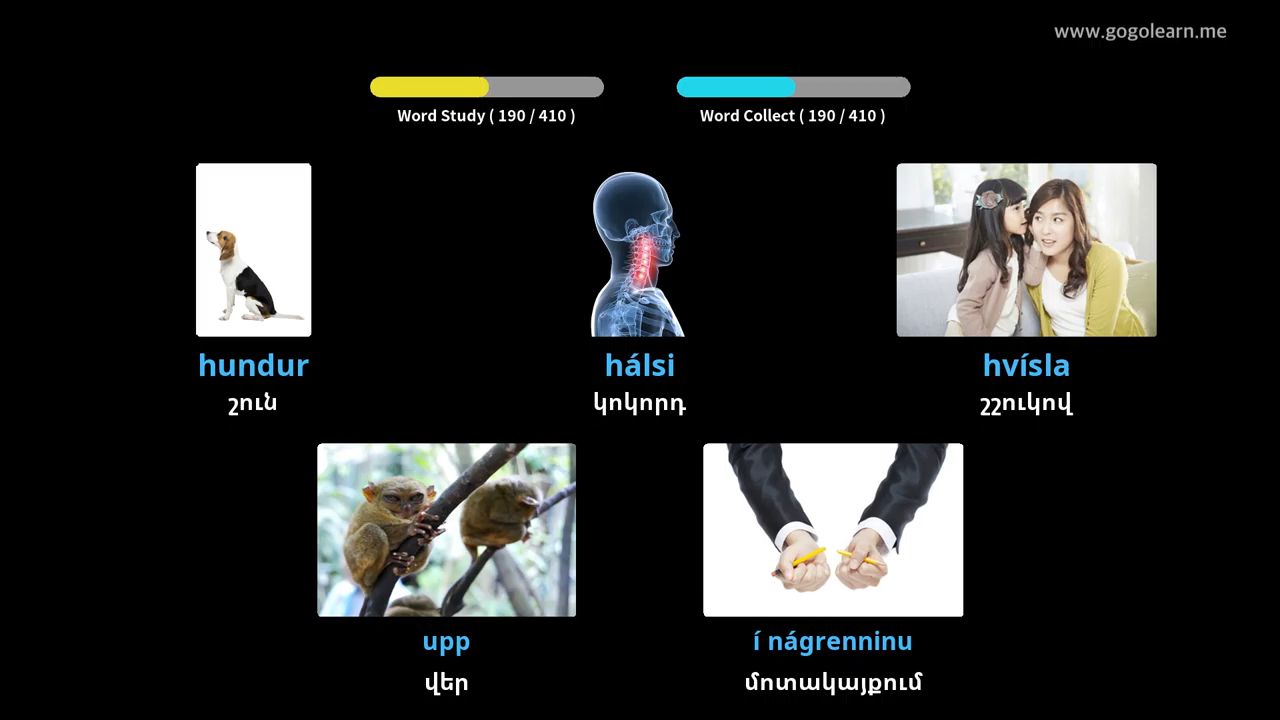 www.gogolearn.me
Word Study ( 190 / 410 )
Word Collect ( 190 / 410 )
hundur
շուն
hálsi
կոկորդ
hvísla
շշուկով
upp
վեր
í nágrenninu
մոտակայքում